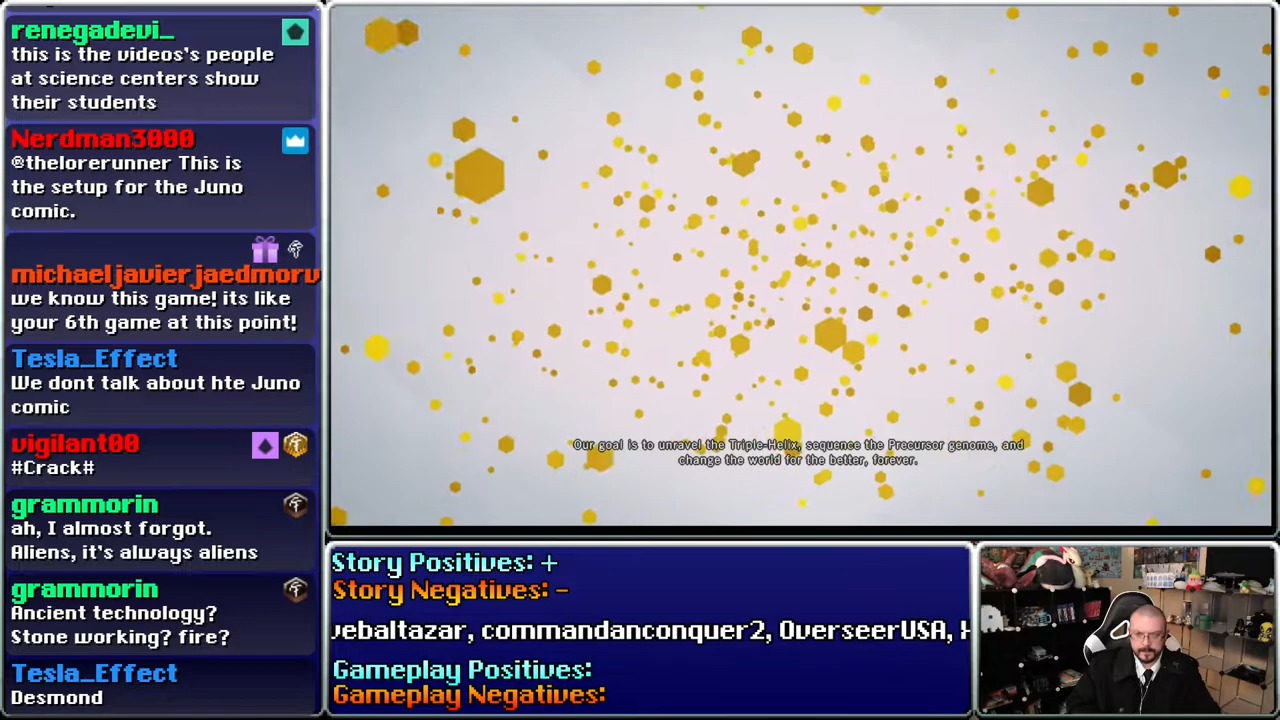 renegadevi_
this is the videos's people
at science centers show
their students
Nerdman3000
@thelorerunner This is
the setup for the Juno
comic.
michaeljavierjaedmorv
we know this game! its like
your 6th game at this point!
Tesla_Effect
We dont talk about hte Juno
comic
vigilant00
#Crack#
grammorin
ah, I almost forgot.
Aliens, it's always aliens
grammorin
Ancient technology?
Stone working? fire?
Tesla_Effect
Desmond
Our goal is to unravel the Triple-Helix, sequence the Precursor genome, and
change the world for the better, forever.
Story Positives: +
Story Negatives: -
vebaltazar, commandanconquer2, OverseerUSA,
Gameplay Positives:
Gameplay Negatives: